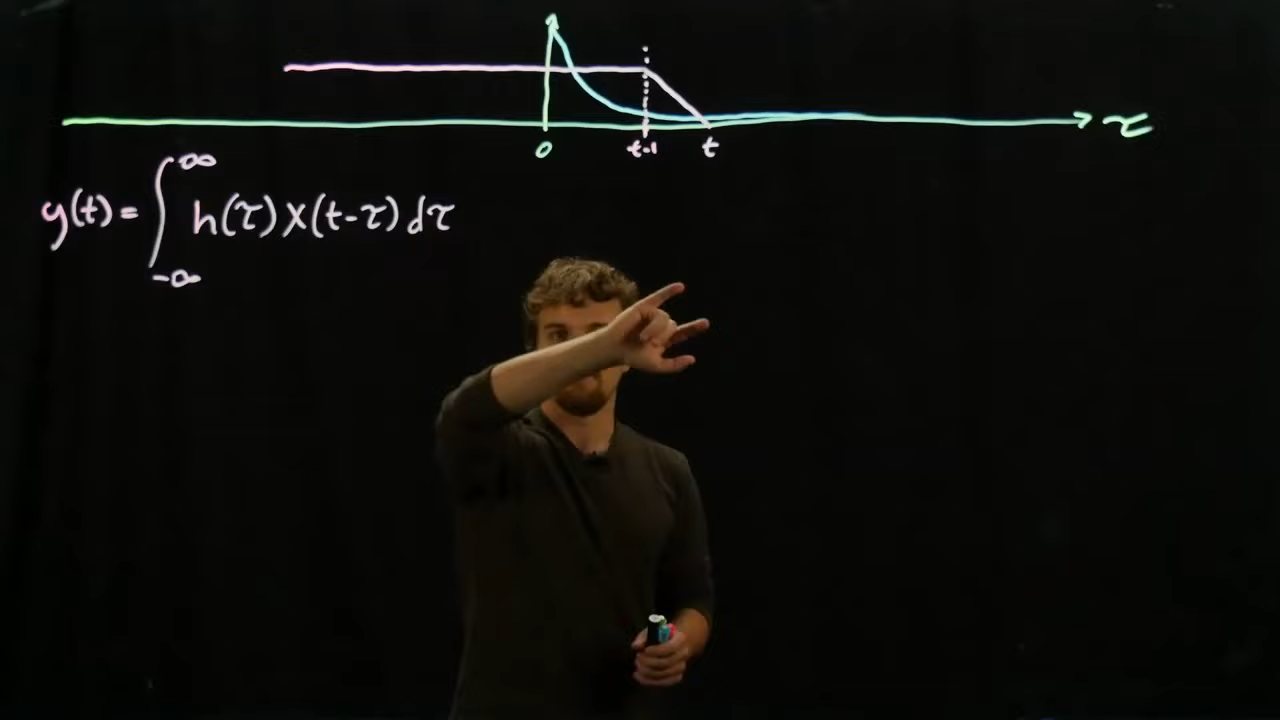 τ
0 t-1 t
y(t) = ∫_{-∞}^{∞} h(τ) x(t-τ) dτ